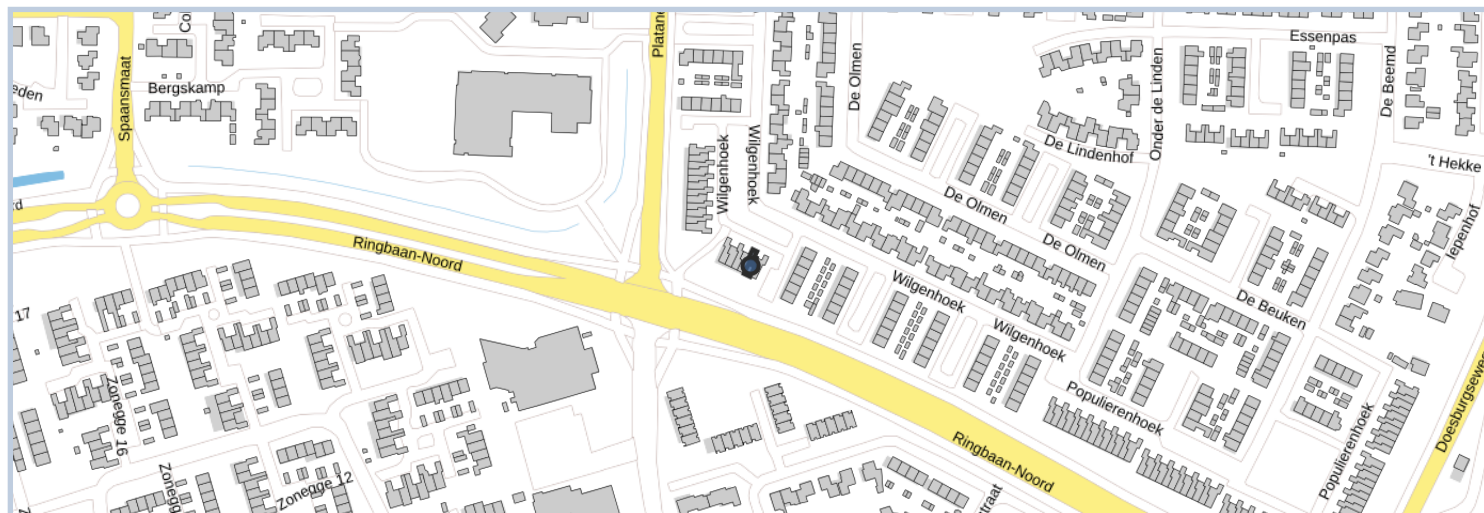 Essenpas
De Olmen
De Beemd
Spaansmaat
Bergskamp
Onder de Linden
Wilgenhoek
Wilgenhoek
De Lindenhof
't Hekke
De Olmen
Iepenhof
De Olmen
Ringbaan-Noord
Wilgenhoek
De Beuken
17
Wilgenhoek
Zonegge 16
Populierenhoek
Doesburgsewe
Populierenhoek
Ringbaan-Noord
Zonegge 12
Zonegge